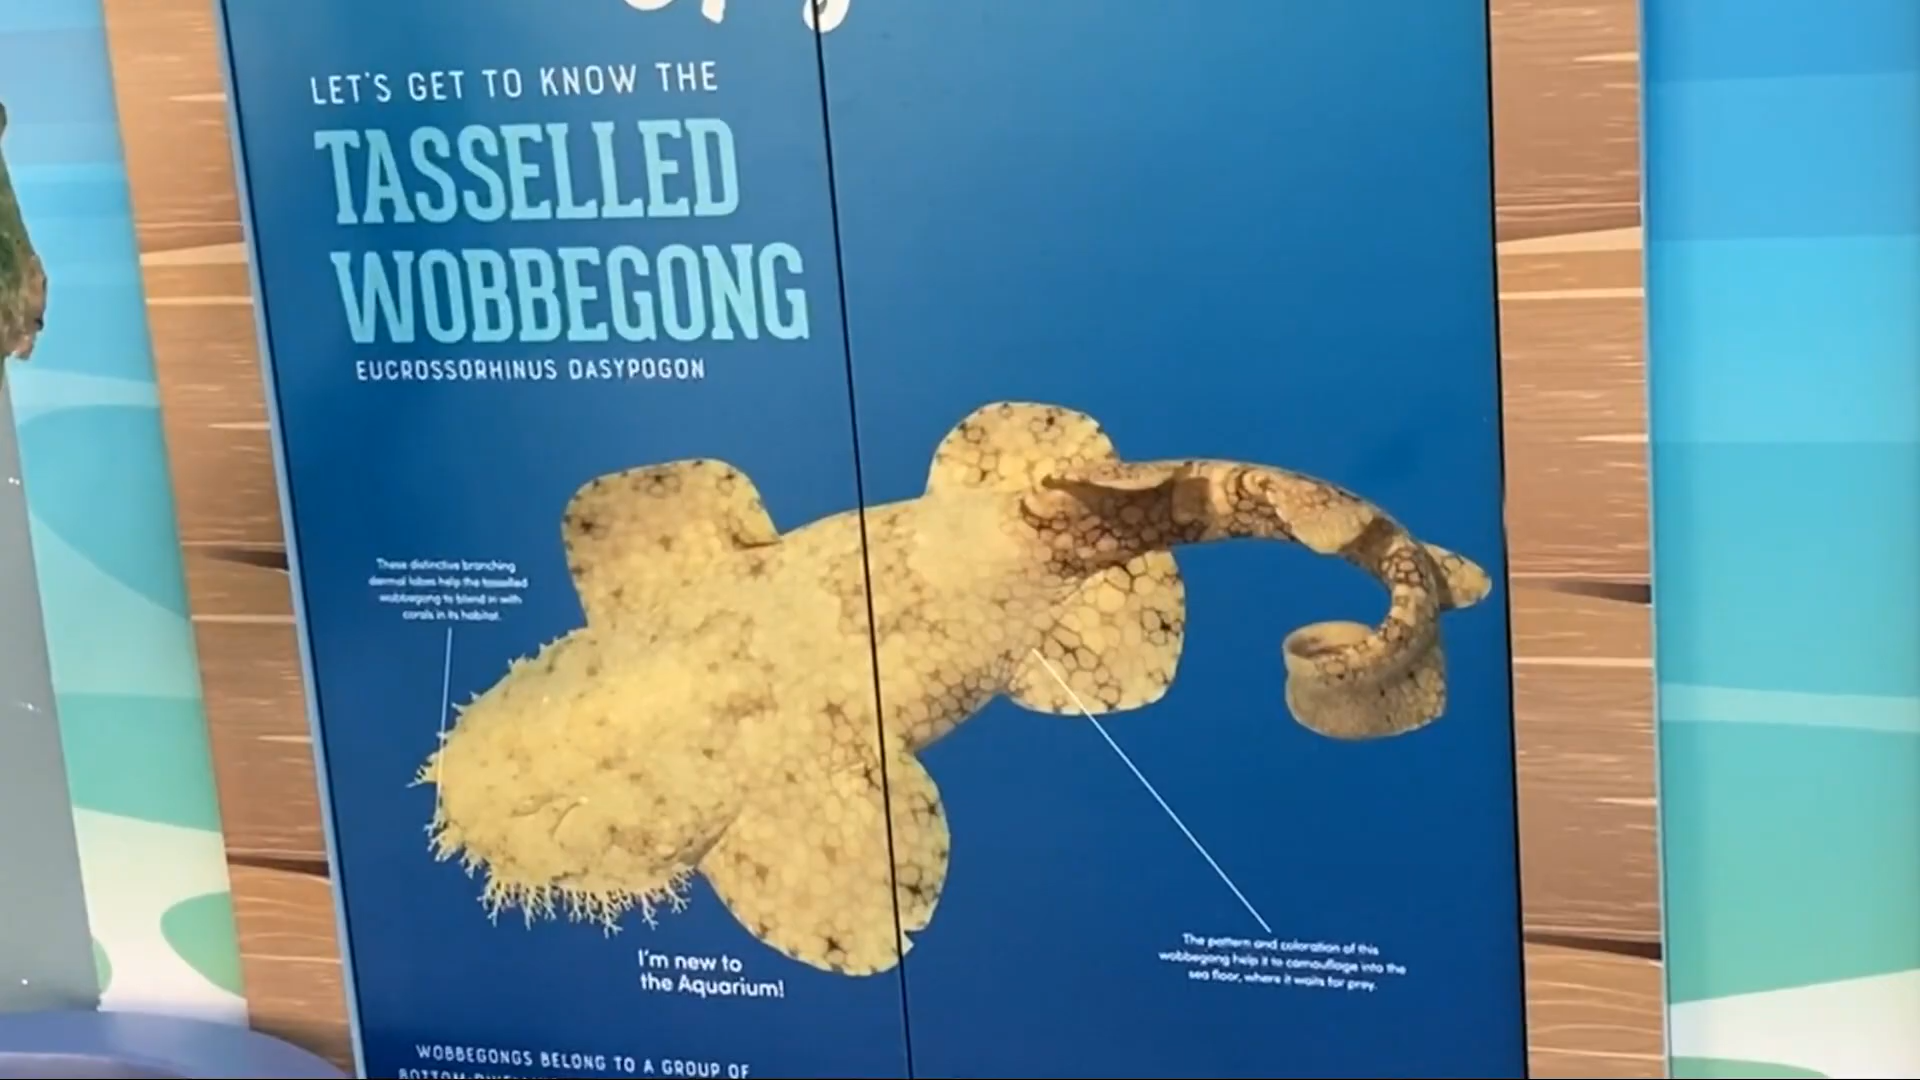 LET'S GET TO KNOW THE
TASSELLED
WOBBEGONG
EUCROSSORHINUS DASYPOGON
These distinctive branching
dermal lobes help the tasselled
wobbegong to blend in with
corals in its habitat.
I'm new to
the Aquarium!
The pattern and coloration of this
wobbegong help it to camouflage into the
sea floor, where it waits for prey.
WOBBEGONGS BELONG TO A GROUP OF